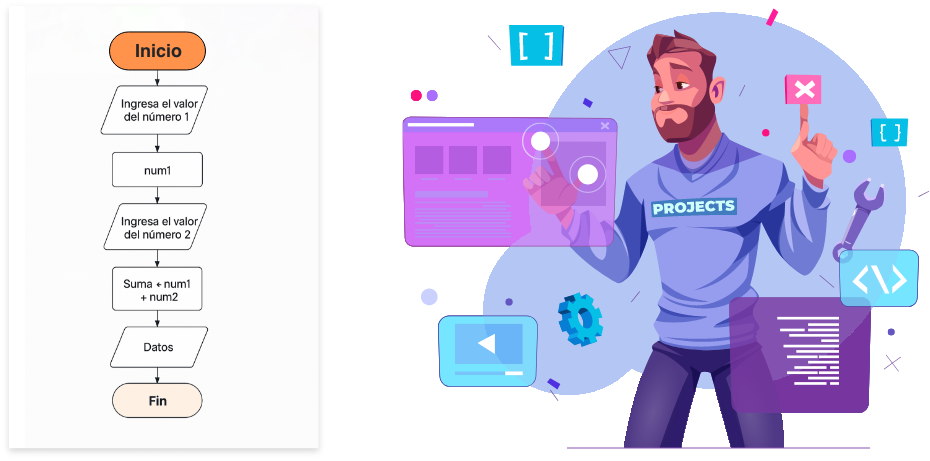 Inicio
Ingresa el valor
del número 1
num1
Ingresa el valor
del número 2
Suma ← num1
+ num2
Datos
Fin
[ ]
{ }
PROJECTS
<\>